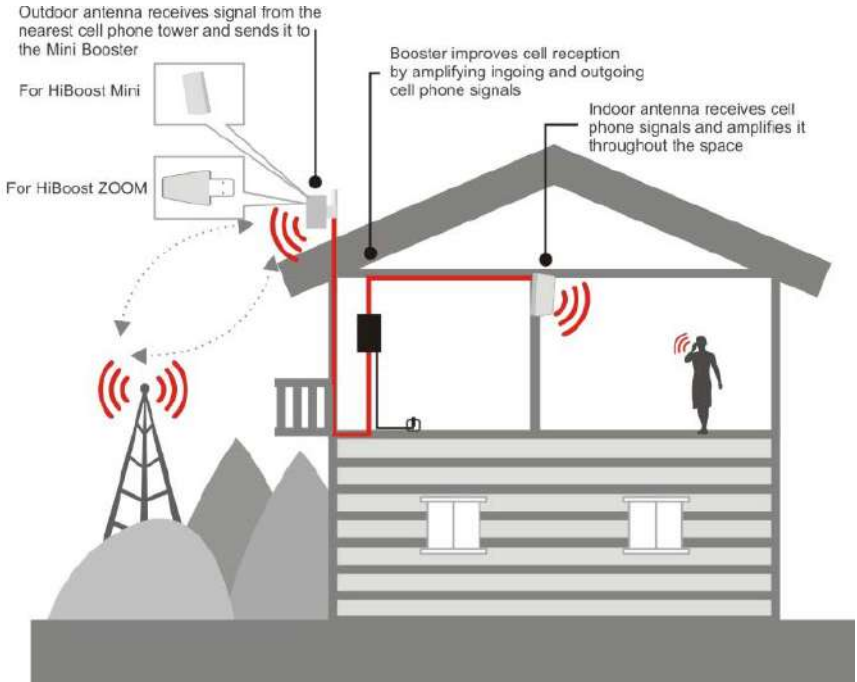 Outdoor antenna receives signal from the
nearest cell phone tower and sends it to
the Mini Booster
For HiBoost Mini
For HiBoost ZOOM
Booster improves cell reception
by amplifying ingoing and outgoing
cell phone signals
Indoor antenna receives cell
phone signals and amplifies it
throughout the space